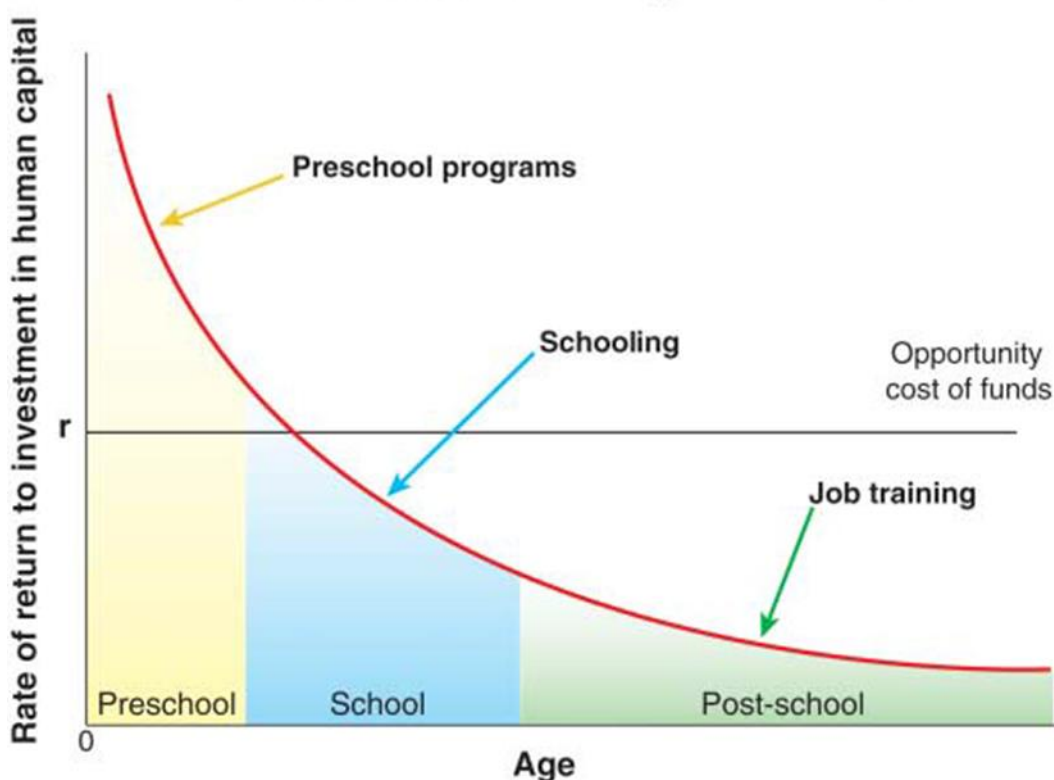 Rate of return to investment in human capital
Preschool programs
Schooling
Opportunity
cost of funds
r
Job training
Preschool
School
Post-school
0
Age